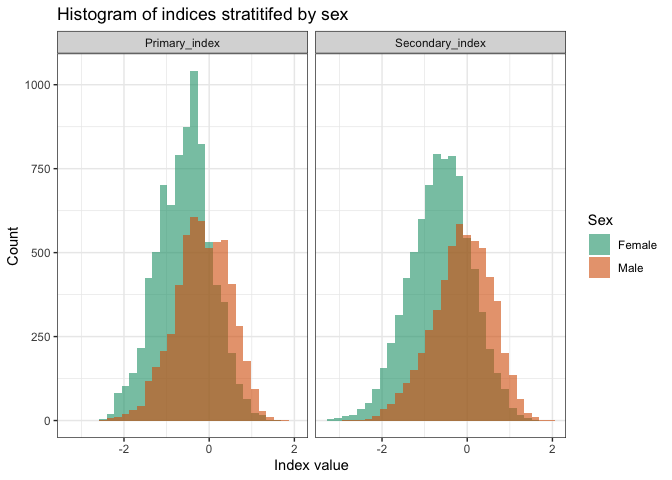 Histogram of indices stratitifed by sex
Primary_index
Secondary_index
1000
750
500
250
0
Count
-2
0
2
-2
0
2
Index value
Sex
Female
Male